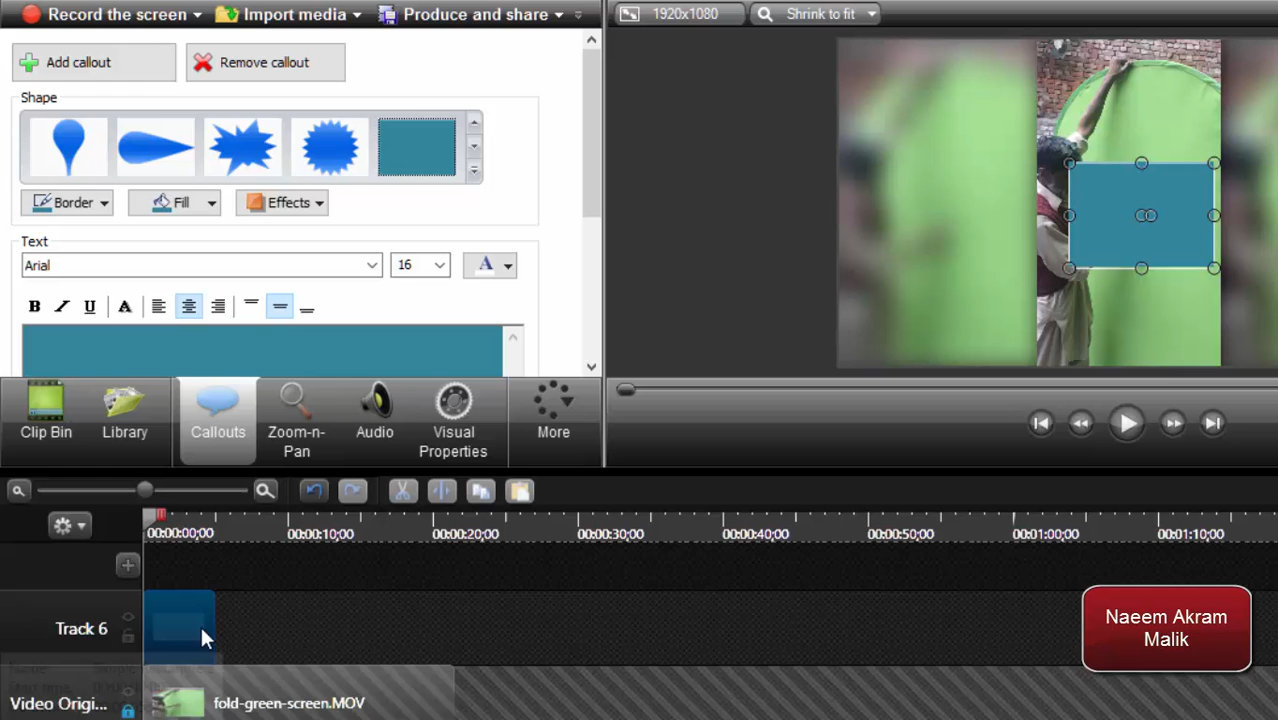 Record the screen
Import media
Produce and share
1920x1080
Shrink to fit
Add callout
Remove callout
Shape
Border
Fill
Effects
Text
Arial
16
A
B I U A
Clip Bin
Library
Callouts
Zoom-n-
Pan
Audio
Visual
Properties
More
00:00:00;00
00:00:10;00
00:00:20;00
00:00:30;00
00:00:40;00
00:00:50;00
00:01:00;00
00:01:10;00
Track 6
Naeem Akram
Malik
Video Origi...
fold-green-screen.MOV